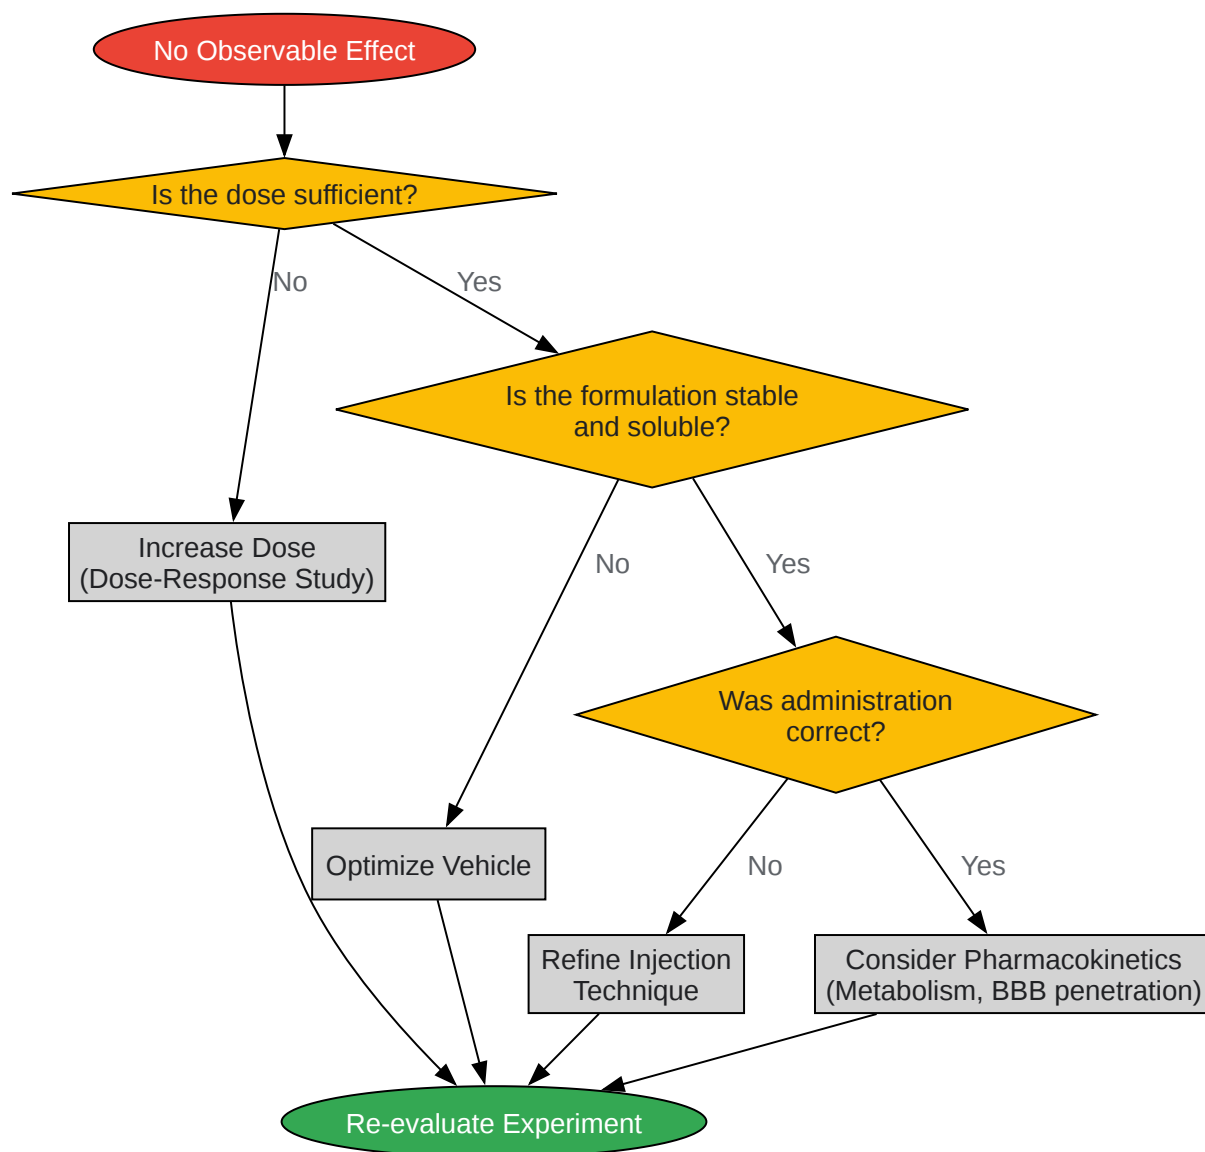 No Observable Effect
Is the dose sufficient?
No
Yes
Is the formulation stable
and soluble?
Increase Dose
(Dose-Response Study)
No
Yes
Was administration
correct?
Optimize Vehicle
No
Yes
Refine Injection
Technique
Consider Pharmacokinetics
(Metabolism, BBB penetration)
Re-evaluate Experiment